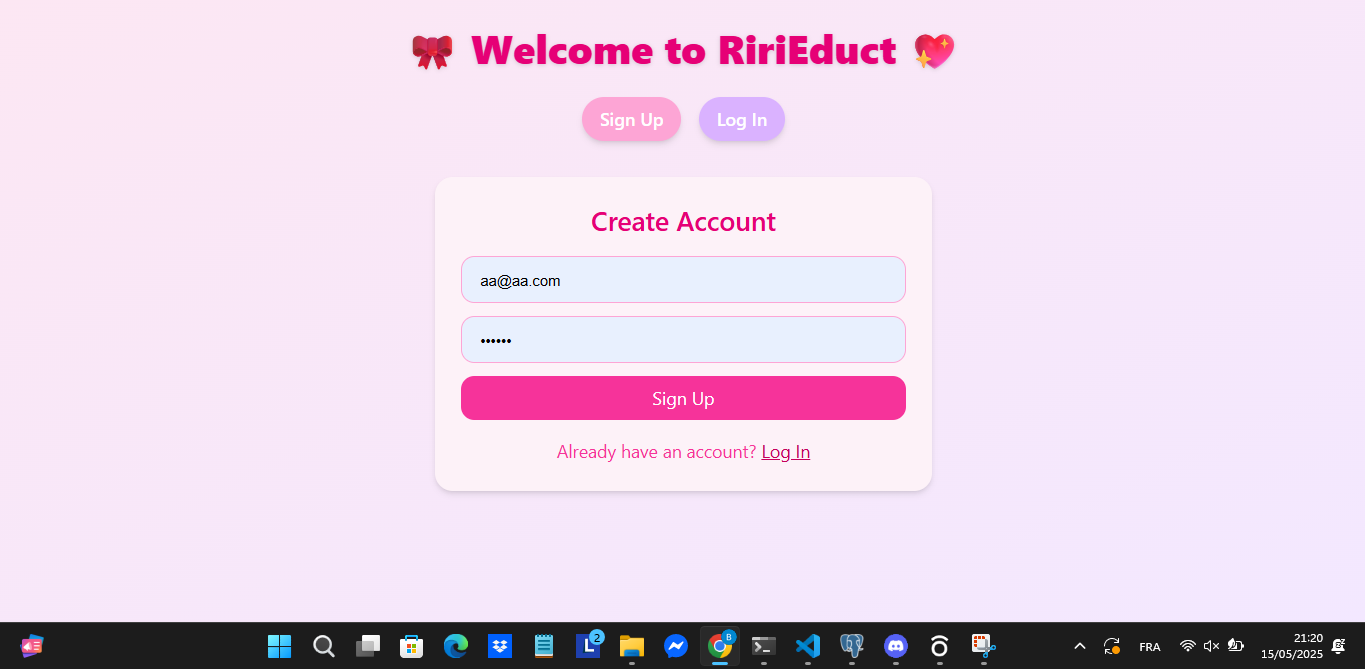 Welcome to RiriEduct
Sign Up Log In
Create Account
aa@aa.com
••••••
Sign Up
Already have an account? Log In
L 2
B
FRA
21:20
15/05/2025